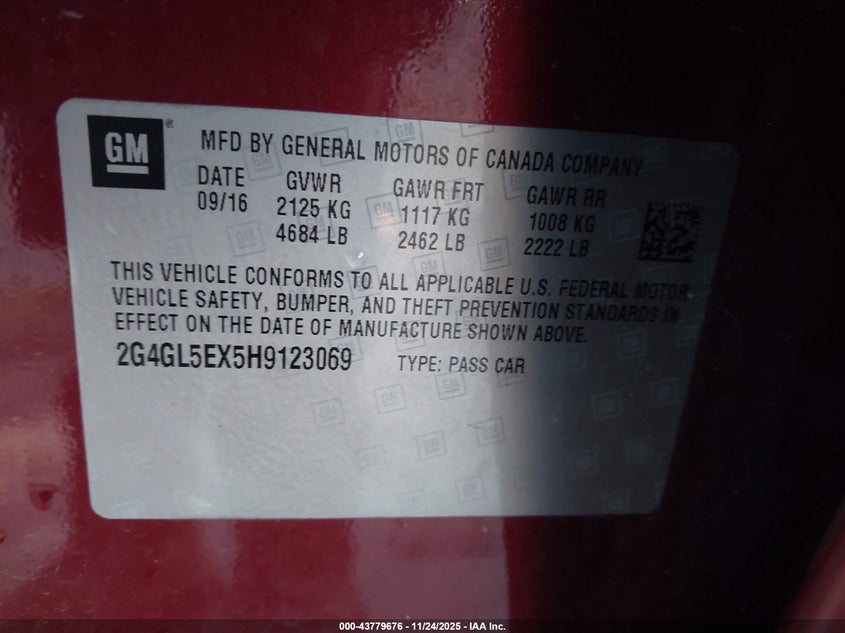 GM®
MFD BY GENERAL MOTORS OF CANADA COMPANY
DATE GVWR GAWR FRT GAWR RR
09/16 2125 KG 1117 KG 1008 KG
4684 LB 2462 LB 2222 LB
THIS VEHICLE CONFORMS TO ALL APPLICABLE U.S. FEDERAL MOTOR
VEHICLE SAFETY, BUMPER, AND THEFT PREVENTION STANDARDS IN
EFFECT ON THE DATE OF MANUFACTURE SHOWN ABOVE.
2G4GL5EX5H9123069 TYPE: PASS CAR
000-43779676 | 11/24/2025 - IAA Inc.